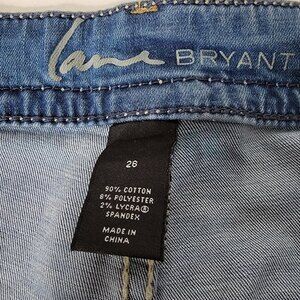 Lane BRYANT
26
90% COTTON
8% POLYESTER
2% LYCRA®
SPANDEX
MADE IN
CHINA